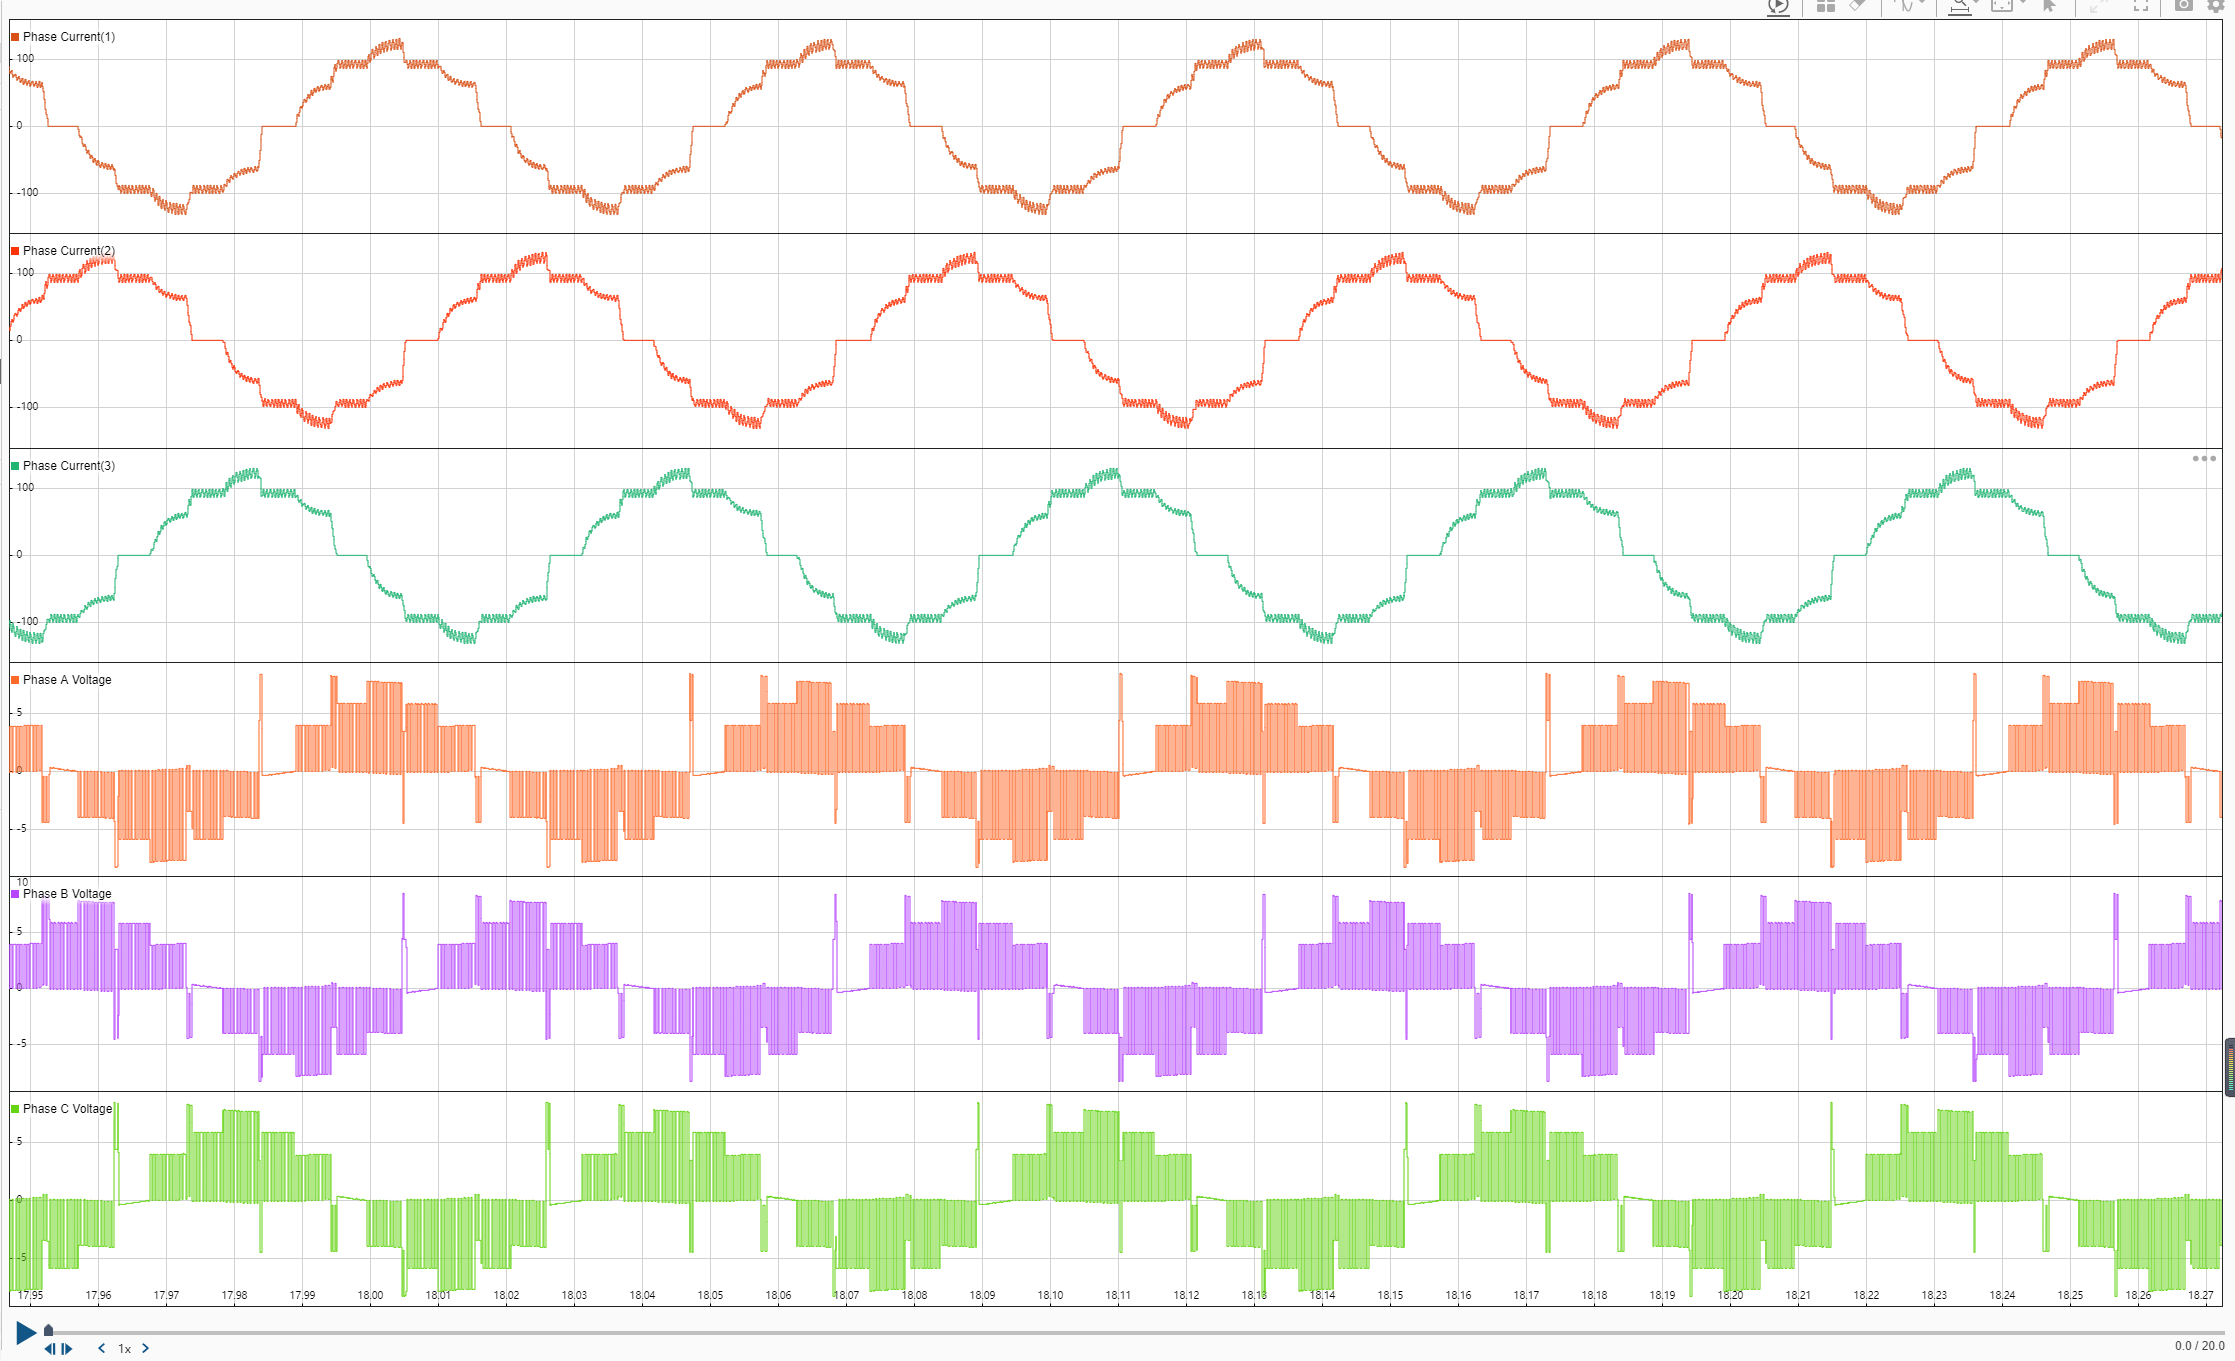 Phase Current(1)
100
0
-100
Phase Current(2)
100
0
-100
Phase Current(3)
100
0
-100
Phase A Voltage
5
0
-5
10
Phase B Voltage
5
0
-5
Phase C Voltage
5
0
-5
17.95 17.96 17.97 17.98 17.99 18.00 18.01 18.02 18.03 18.04 18.05 18.06 18.07 18.08 18.09 18.10 18.11 18.12 18.13 18.14 18.15 18.16 18.17 18.18 18.19 18.20 18.21 18.22 18.23 18.24 18.25 18.26 18.27
1x
0.0 / 20.0